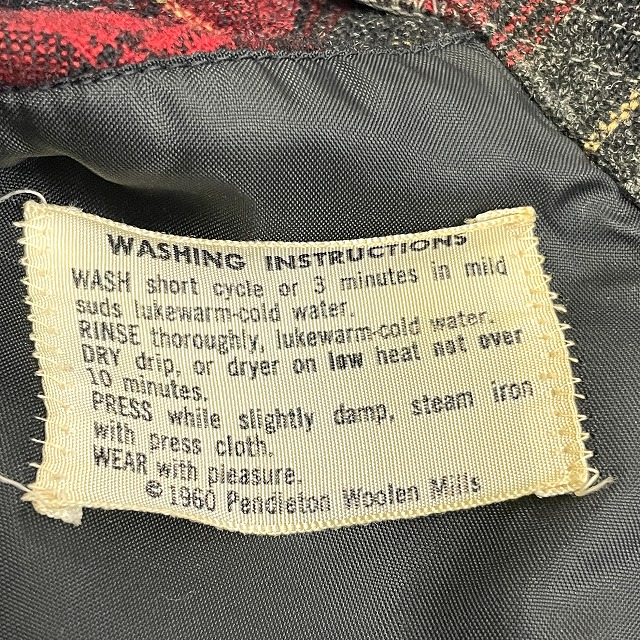 WASHING INSTRUCTIONS
WASH short cycle or 3 minutes in mild
suds lukewarm-cold water.
RINSE thoroughly, lukewarm-cold water.
DRY drip, or dryer on low heat not over
10 minutes.
PRESS while slightly damp, steam iron
with press cloth.
WEAR with pleasure.
© 1960 Pendleton Woolen Mills